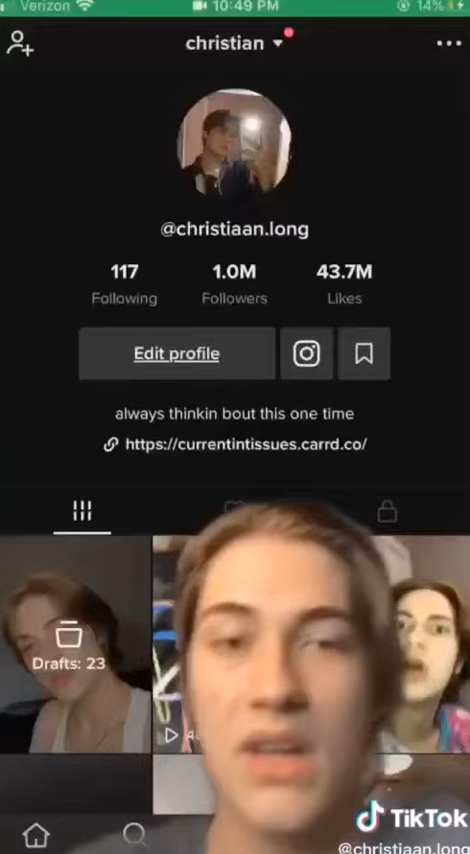 Verizon 10:49 PM 14%
christian
@christiaan.long
117 1.0M 43.7M
Following Followers Likes
Edit profile
always thinkin bout this one time
https://currentintissues.carrd.co/
Drafts: 23
TikTok
@christiaan.long